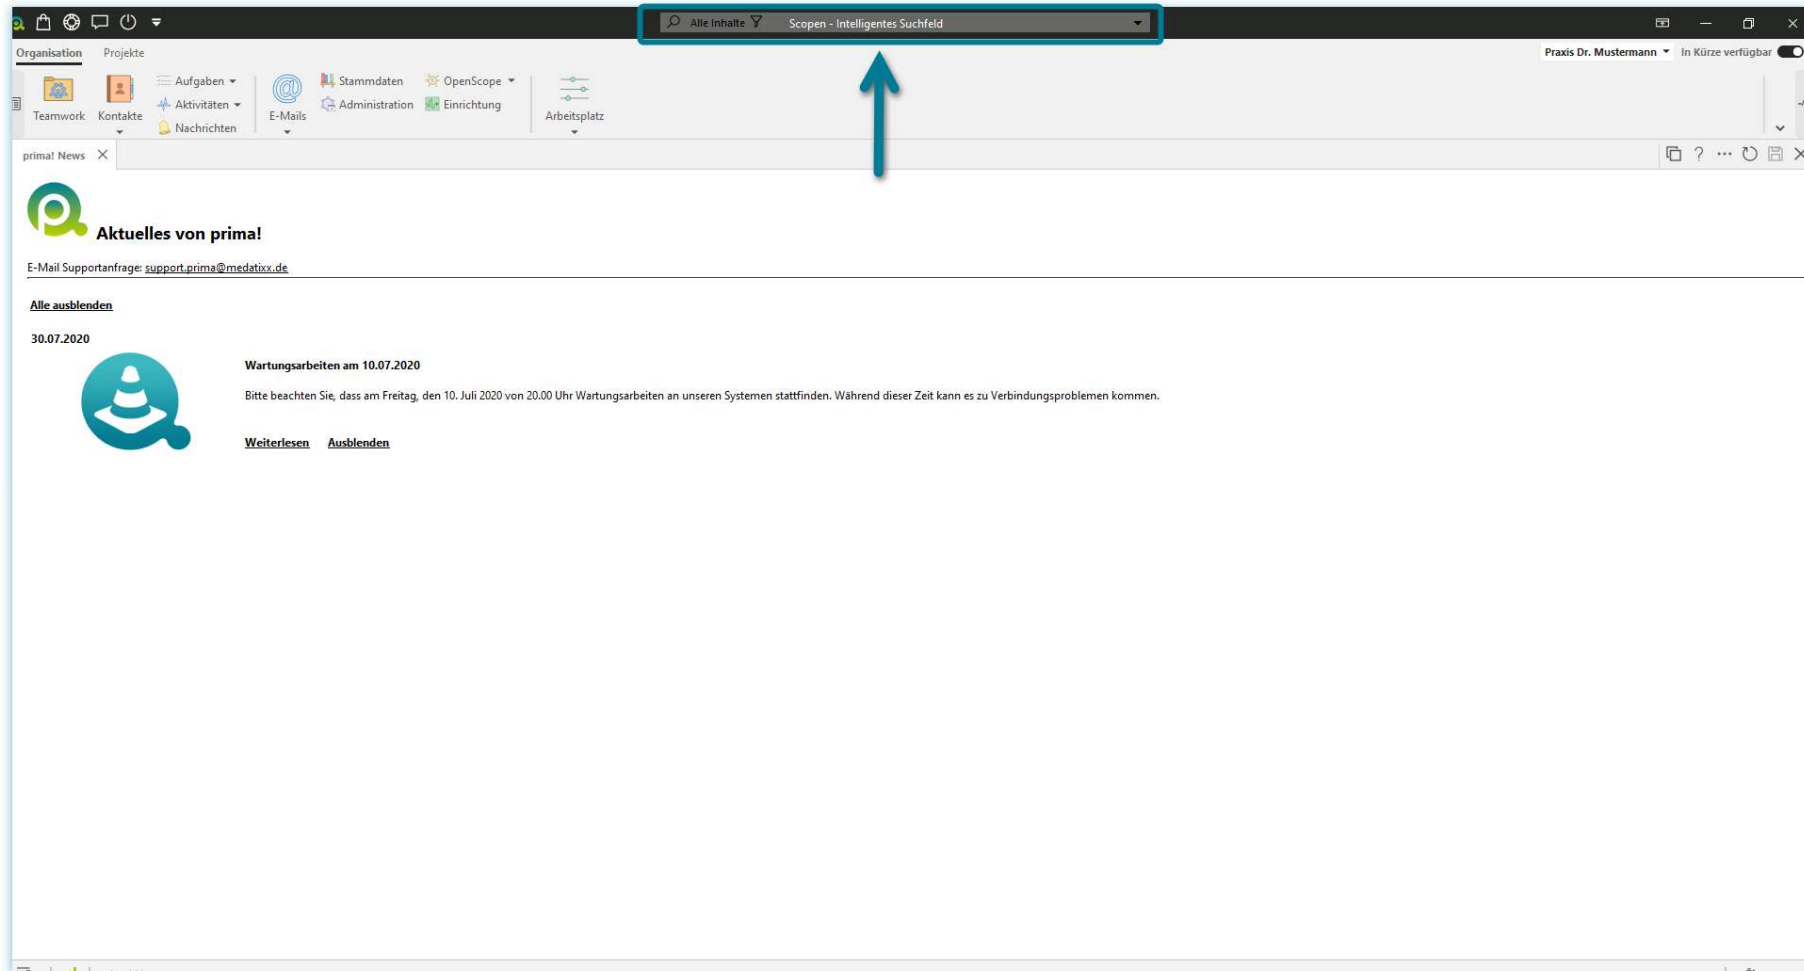 Alle Inhalte Scopen - Intelligentes Suchfeld
Organisation Projekte
Praxis Dr. Mustermann In Kürze verfügbar
Teamwork Kontakte
Aufgaben
Aktivitäten
Nachrichten
E-Mails
Stammdaten OpenScope
Administration Einrichtung
Arbeitsplatz
prima! News
Aktuelles von prima!
E-Mail Supportanfrage: support.prima@medatixx.de
Alle ausblenden
30.07.2020
Wartungsarbeiten am 10.07.2020
Bitte beachten Sie, dass am Freitag, den 10. Juli 2020 von 20.00 Uhr Wartungsarbeiten an unseren Systemen stattfinden. Während dieser Zeit kann es zu Verbindungsproblemen kommen.
Weiterlesen Ausblenden